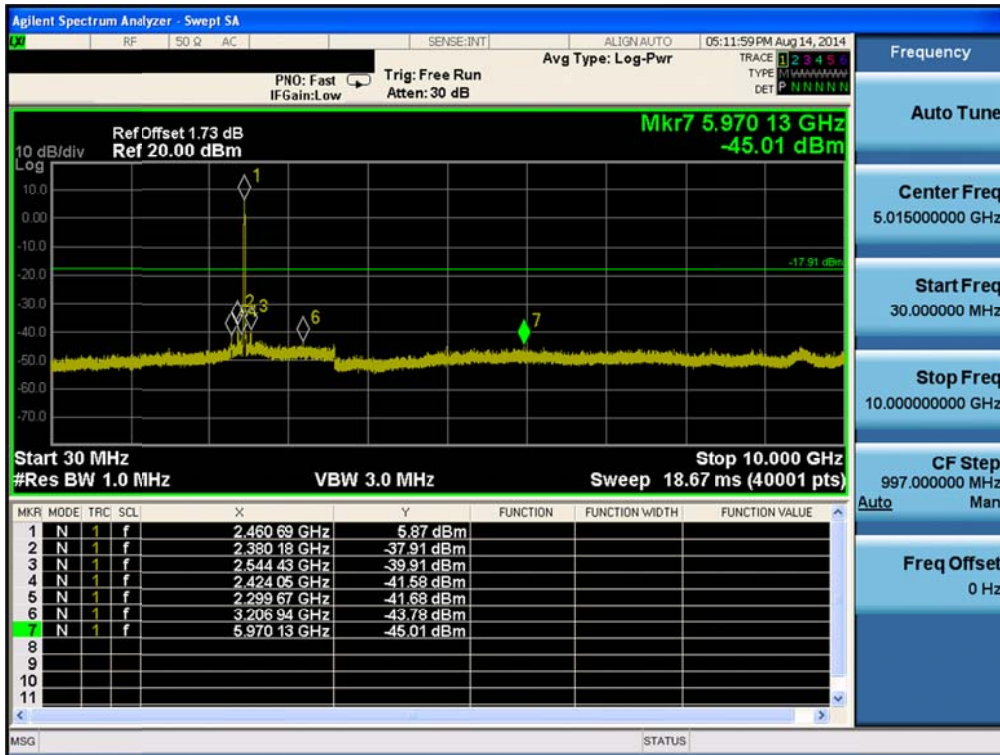 Agilent Spectrum Analyzer - Swept SA
LXI RF 50 Ω AC SENSE:INT ALIGN AUTO 05:11:59 PM Aug 14, 2014
PNO: Fast
IFGain:Low
Trig: Free Run
Atten: 30 dB
Avg Type: Log-Pwr
TRACE 1 2 3 4 5 6
TYPE M
DET P N N N N N
Ref Offset 1.73 dB
Ref 20.00 dBm
10 dB/div
Log
Mkr7 5.970 13 GHz
-45.01 dBm
10.0
0.00
-10.0
-20.0
-30.0
-40.0
-50.0
-60.0
-70.0
1
2
3
6
7
-17.91 dBm
Start 30 MHz
#Res BW 1.0 MHz
VBW 3.0 MHz
Stop 10.000 GHz
Sweep 18.67 ms (40001 pts)
MKR MODE TRC SCL X Y FUNCTION FUNCTION WIDTH FUNCTION VALUE
1 N 1 f 2.460 69 GHz 5.87 dBm
2 N 1 f 2.380 18 GHz -37.91 dBm
3 N 1 f 2.544 43 GHz -39.91 dBm
4 N 1 f 2.424 05 GHz -41.58 dBm
5 N 1 f 2.299 67 GHz -41.68 dBm
6 N 1 f 3.206 94 GHz -43.78 dBm
7 N 1 f 5.970 13 GHz -45.01 dBm
8
9
10
11
MSG STATUS
Frequency
Auto Tune
Center Freq
5.015000000 GHz
Start Freq
30.000000 MHz
Stop Freq
10.000000000 GHz
CF Step
997.000000 MHz
Auto Man
Freq Offset
0 Hz